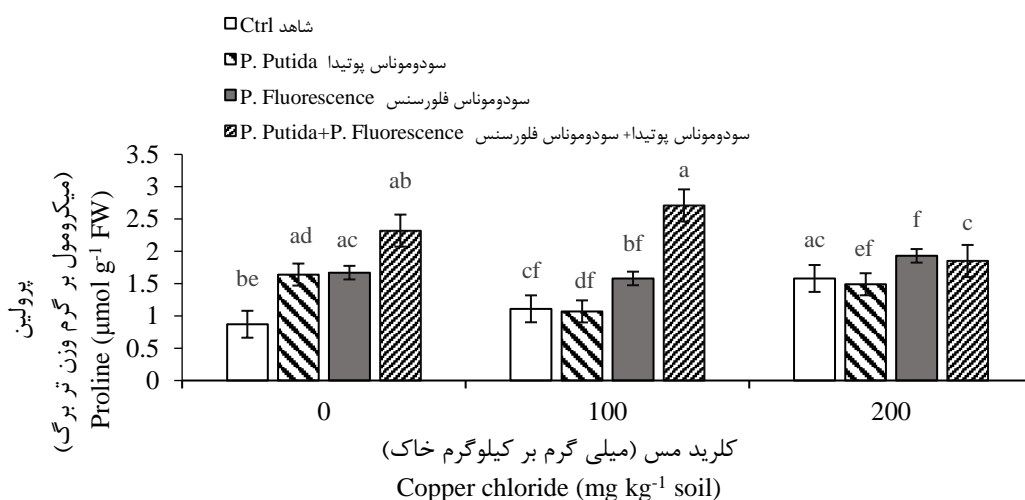 شاهد Ctrl
P. Putida سودوموناس پوتیدا
P. Fluorescence سودوموناس فلورسنس
P. Putida+P. Fluorescence سودوموناس پوتیدا+ سودوموناس فلورسنس
پرولین
(میکرومول بر گرم وزن تر برگ)
Proline (µmol g-1 FW)
3.5
3
2.5
2
1.5
1
0.5
0
be
ad
ac
ab
cf
df
bf
a
ac
ef
f
c
0
100
200
کلرید مس (میلی گرم بر کیلوگرم خاک)
Copper chloride (mg kg-1 soil)